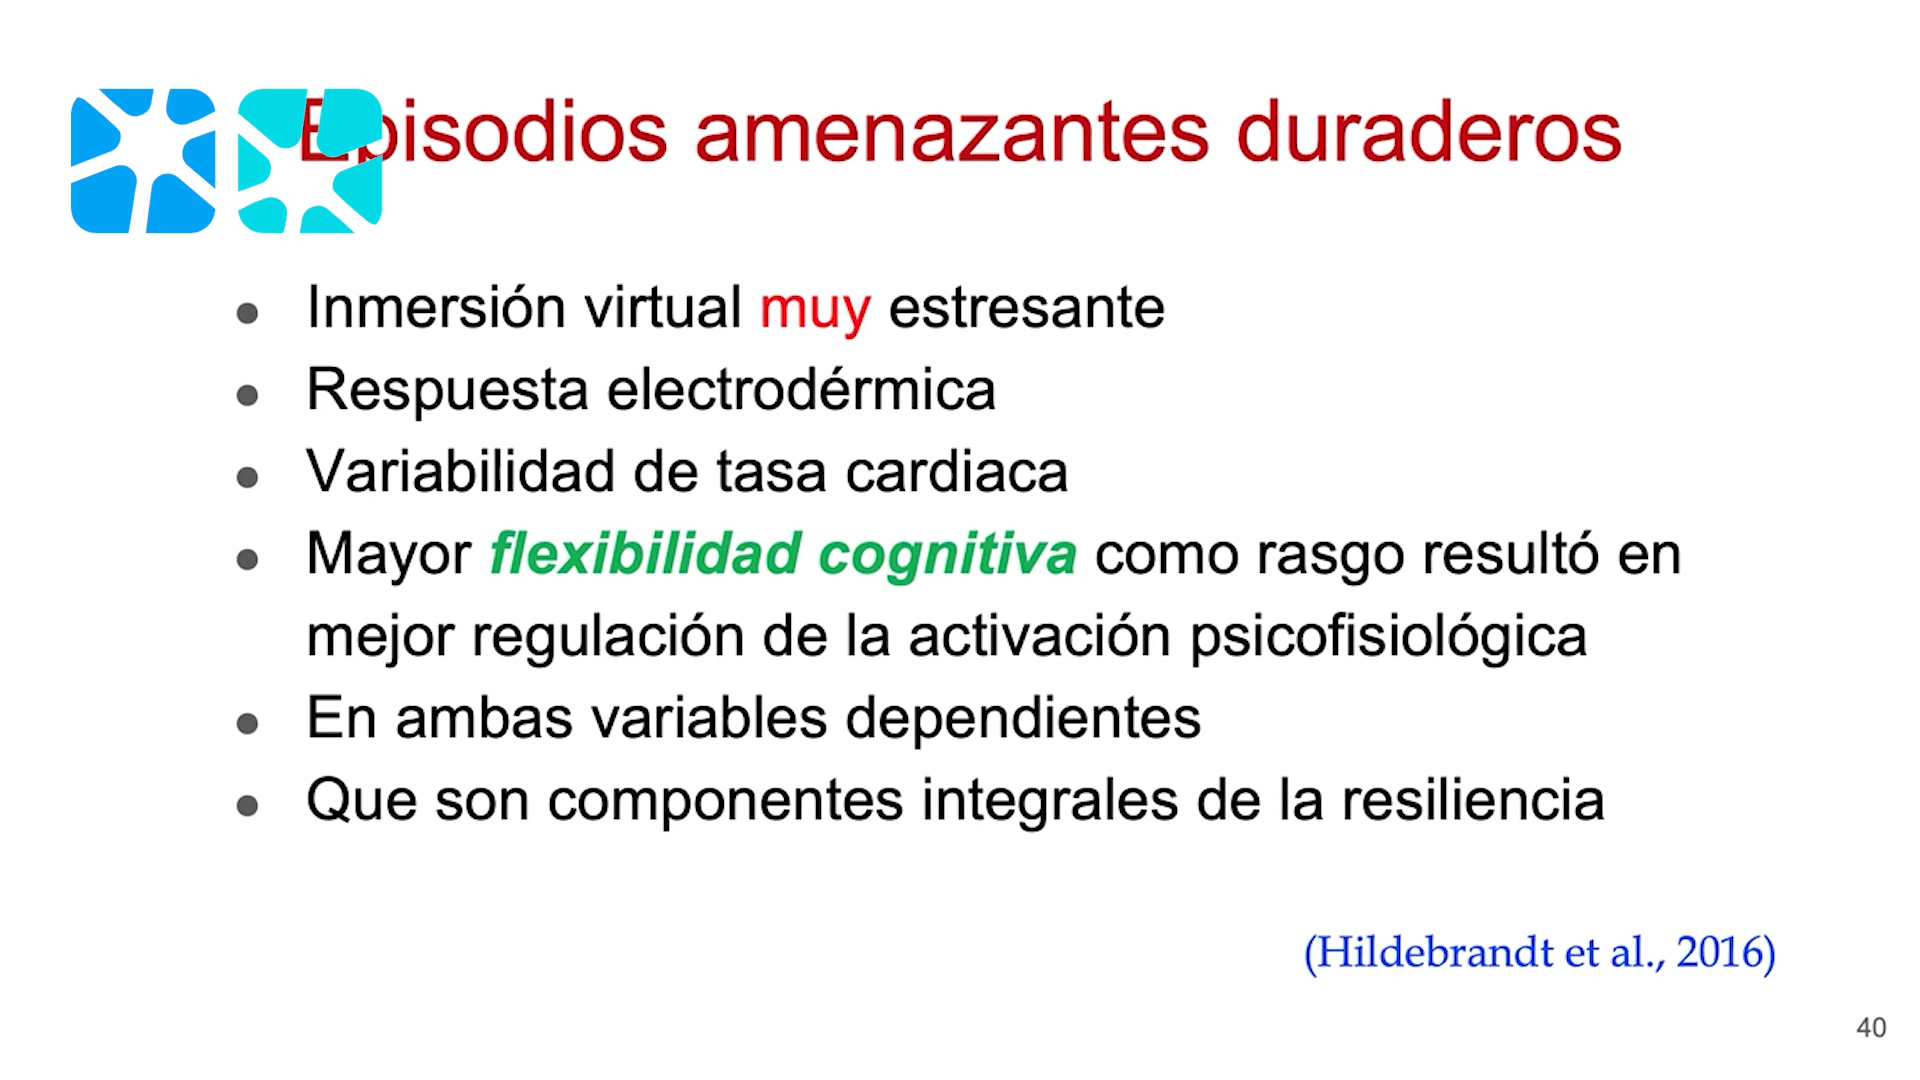 Episodios amenazantes duraderos
Inmersión virtual muy estresante
Respuesta electrodérmica
Variabilidad de tasa cardiaca
Mayor flexibilidad cognitiva como rasgo resultó en
mejor regulación de la activación psicofisiológica
En ambas variables dependientes
Que son componentes integrales de la resiliencia
(Hildebrandt et al., 2016)
40